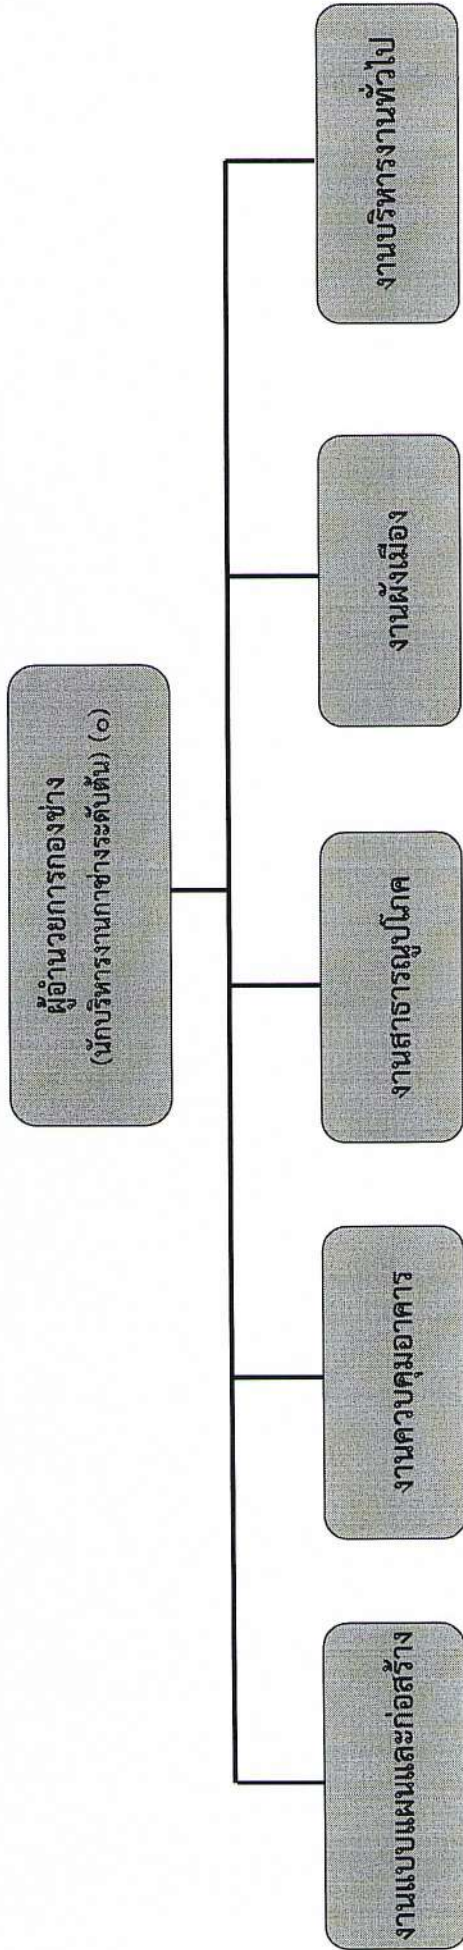 ผู้อำนวยการกองช่าง
(นักบริหารงานกาช่างระดับต้น) (๑)
งานแบบแผนและก่อสร้าง
งานควบคุมอาคาร
งานสาธารณูปโภค
งานผังเมือง
งานบริหารงานทั่วไป